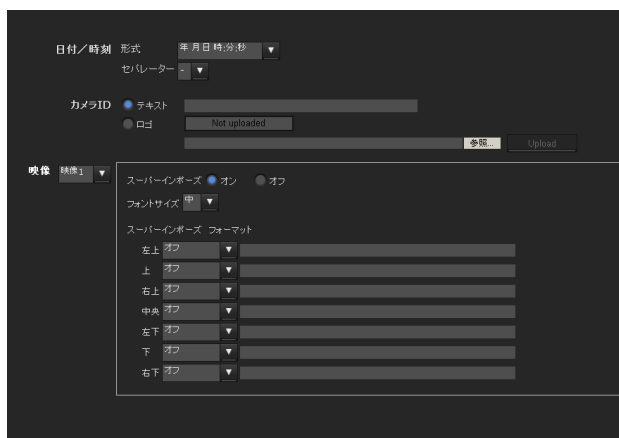 日付／時刻 形式 年 月 日 時:分:秒 ▼
セパレーター - ▼
カメラID テキスト
ロゴ Not uploaded
参照... Upload
映像 映像1 ▼
スーパーインポーズ オン オフ
フォントサイズ 中 ▼
スーパーインポーズ フォーマット
左上 オフ ▼
上 オフ ▼
右上 オフ ▼
中央 オフ ▼
左下 オフ ▼
下 オフ ▼
右下 オフ ▼